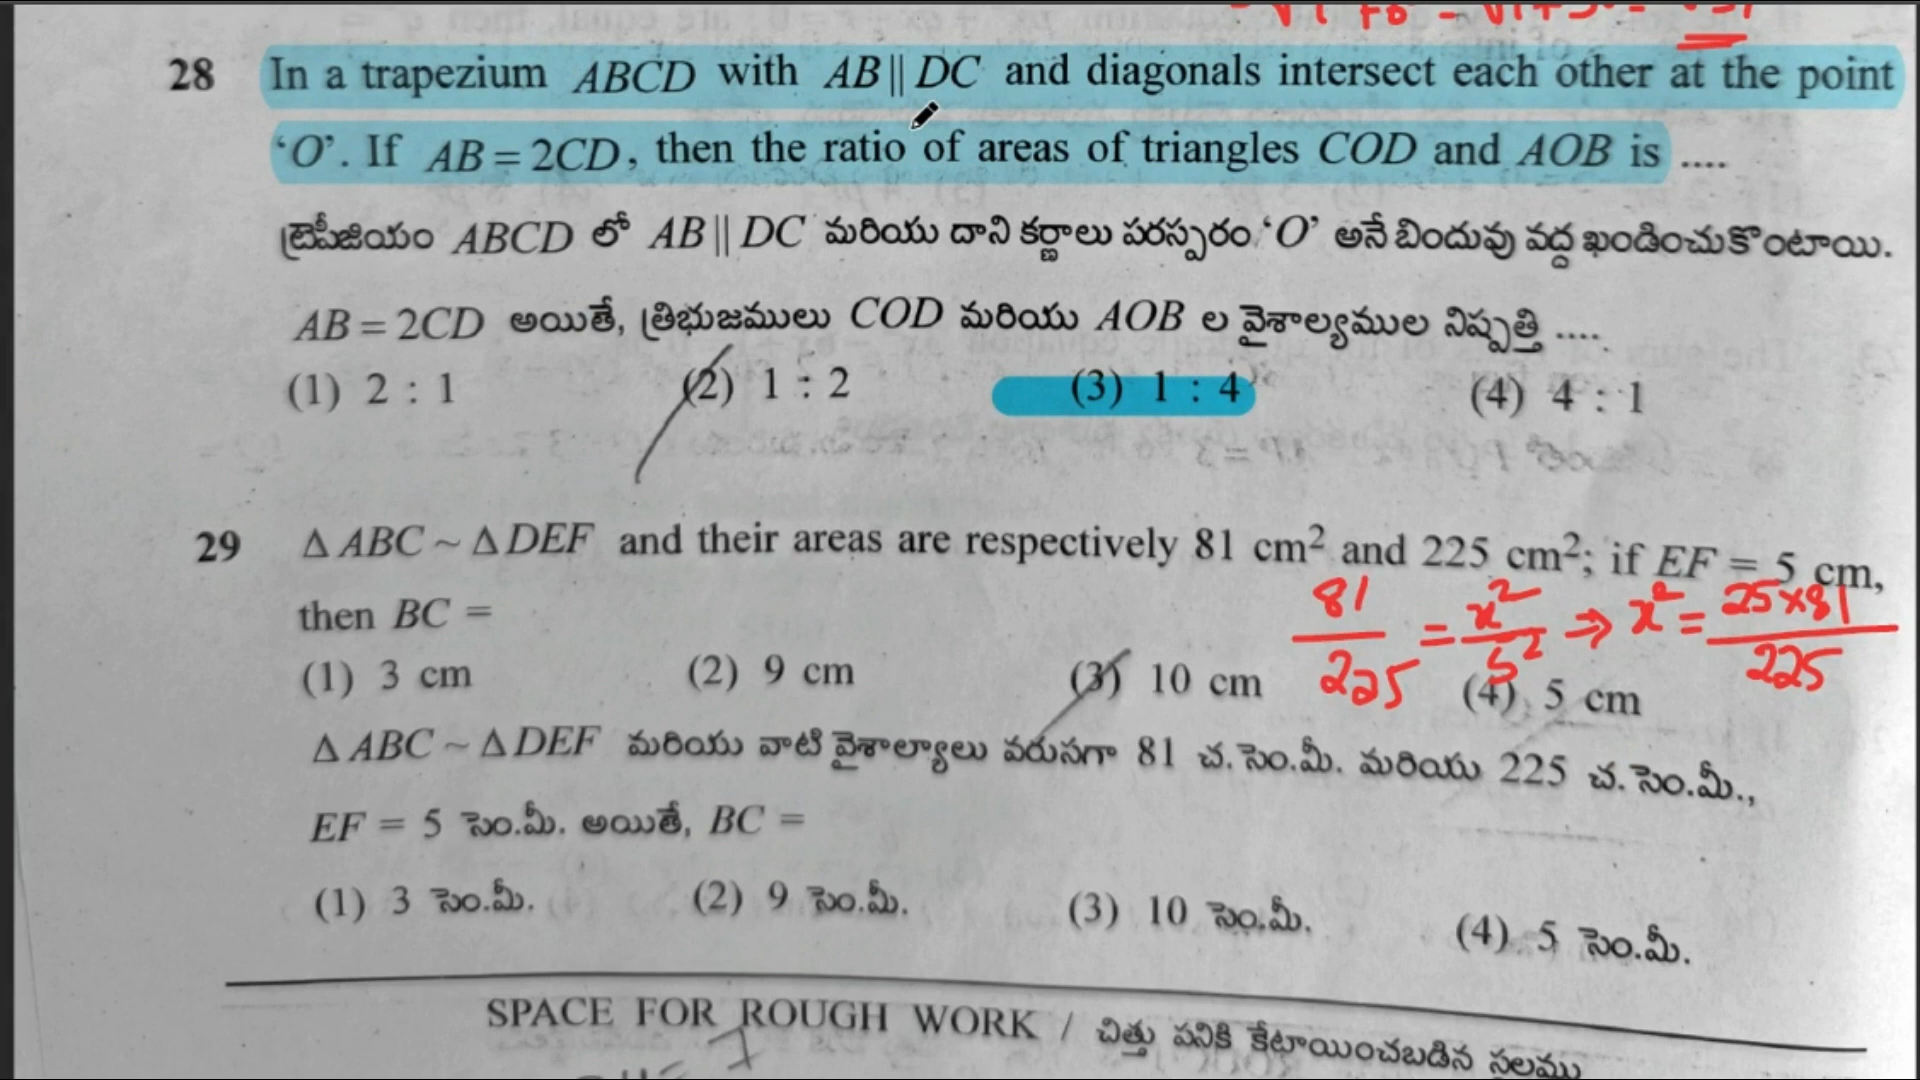 28 In a trapezium ABCD with AB || DC and diagonals intersect each other at the point
'O'. If AB = 2CD, then the ratio of areas of triangles COD and AOB is ....
ట్రెపీజియం ABCD లో AB || DC మరియు దాని కర్ణాలు పరస్పరం 'O' అనే బిందువు వద్ద ఖండించుకొంటాయి.
AB = 2CD అయితే, త్రిభుజములు COD మరియు AOB ల వైశాల్యముల నిష్పత్తి ....
(1) 2 : 1 (2) 1 : 2 (3) 1 : 4 (4) 4 : 1
29 Δ ABC ~ Δ DEF and their areas are respectively 81 cm²  and 225 cm²; if EF = 5 cm,
then BC =
81/225 = x²/5² ⇒ x² = 25×81/225
(1) 3 cm (2) 9 cm (3) 10 cm (4) 5 cm
Δ ABC ~ Δ DEF మరియు వాటి వైశాల్యాలు వరుసగా 81 చ.సెం.మీ. మరియు 225 చ.సెం.మీ.,
EF = 5 సెం.మీ. అయితే, BC =
(1) 3 సెం.మీ. (2) 9 సెం.మీ. (3) 10 సెం.మీ. (4) 5 సెం.మీ.
SPACE FOR ROUGH WORK / చిత్తు పనికి కేటాయించబడిన స్థలము